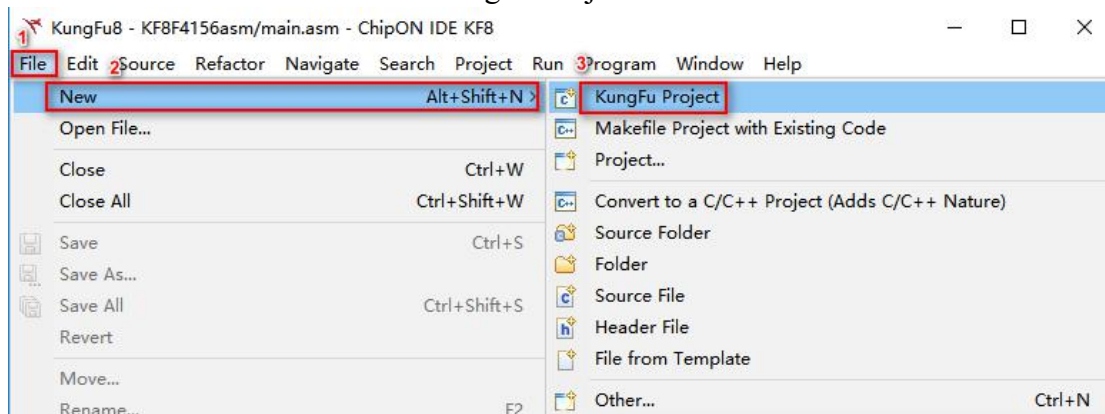 KungFu8 - KF8F4156asm/main.asm - ChipON IDE KF8
1
File Edit 2 Source Refactor Navigate Search Project Run 3 Program Window Help
New Alt+Shift+N >
Open File...
Close Ctrl+W
Close All Ctrl+Shift+W
Save Ctrl+S
Save As...
Save All Ctrl+Shift+S
Revert
Move...
Rename... F2
KungFu Project
Makefile Project with Existing Code
Project...
Convert to a C/C++ Project (Adds C/C++ Nature)
Source Folder
Folder
Source File
Header File
File from Template
Other... Ctrl+N